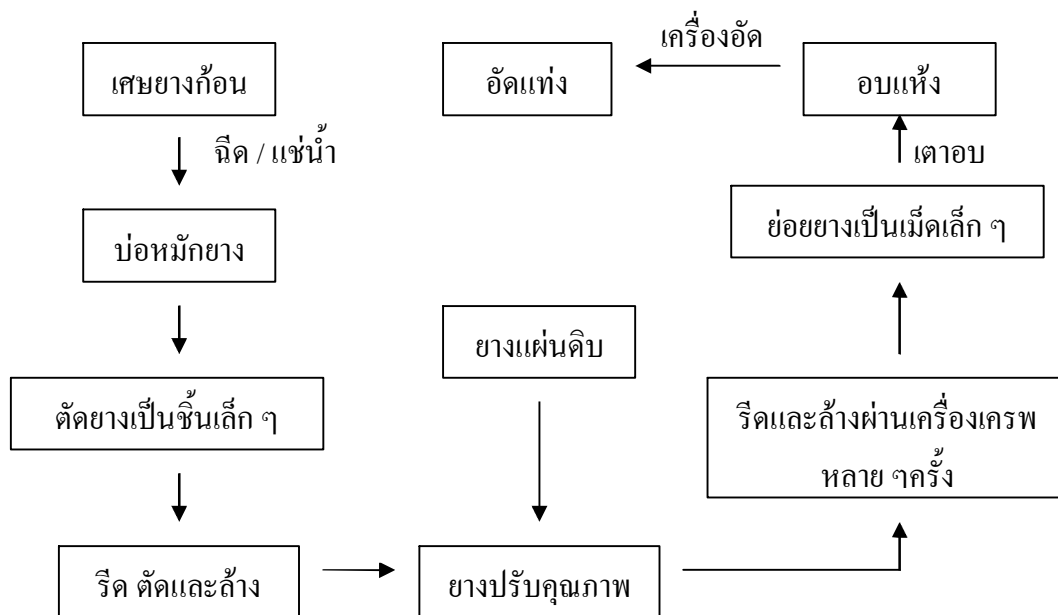 เศษยางก้อน
ฉีด / แช่น้ำ
บ่อหมักยาง
ตัดยางเป็นชิ้นเล็ก ๆ
รีด ตัดและล้าง
ยางแผ่นดิบ
ยางปรับคุณภาพ
รีดและล้างผ่านเครื่องเครพ
หลาย ๆครั้ง
ย่อยยางเป็นเม็ดเล็ก ๆ
เตาอบ
อบแห้ง
เครื่องอัด
อัดแท่ง